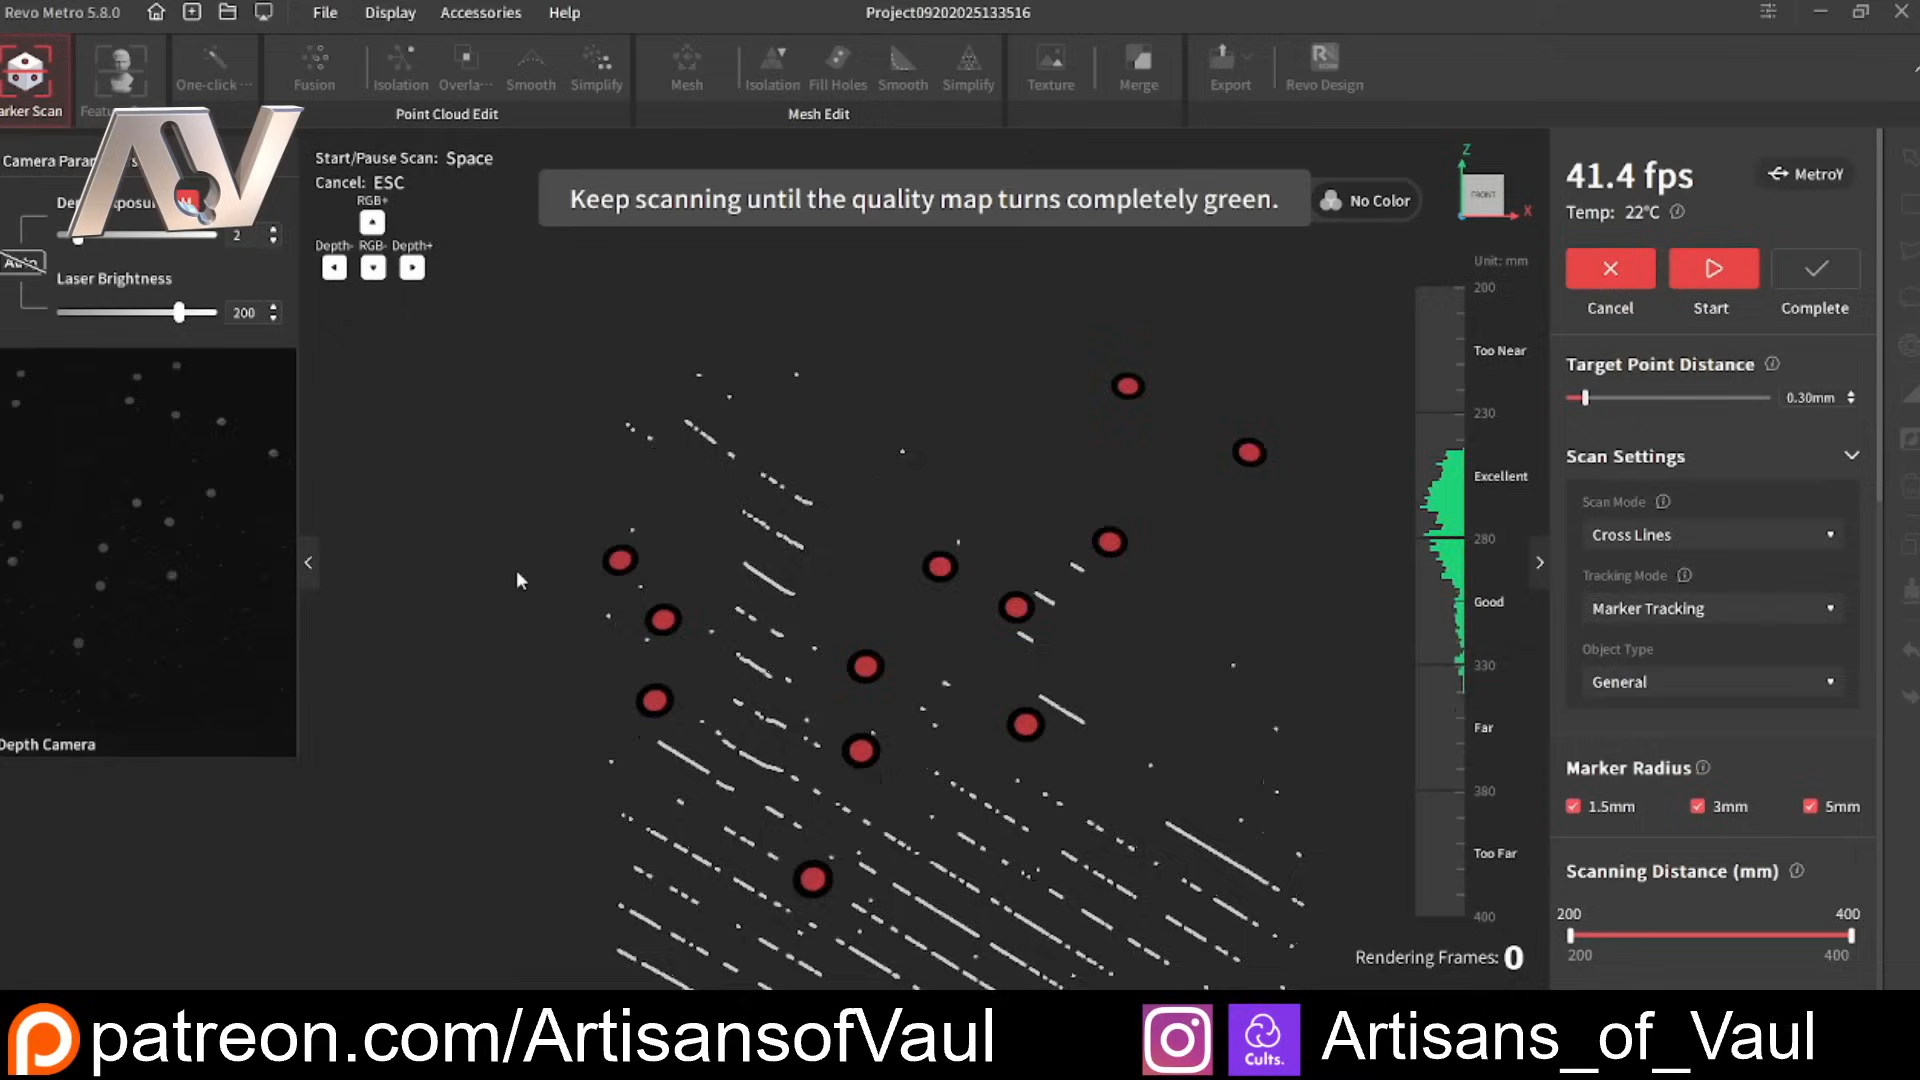 Revo Metro 5.8.0
File Display Accessories Help
Project09202025133516
One-click ···
Fusion
Isolation
Overla···
Smooth
Simplify
Mesh
Isolation
Fill Holes
Smooth
Simplify
Texture
Merge
Export
Revo Design
arker Scan
Point Cloud Edit
Mesh Edit
AV
Camera Para
Auto
2
Laser Brightness
200
Depth Camera
Start/Pause Scan: Space
Cancel: ESC
RGB+
Depth- RGB- Depth+
Keep scanning until the quality map turns completely green.
No Color
Z
FRONT
X
Unit: mm
200
Too Near
230
Excellent
280
Good
330
Far
380
Too Far
400
Rendering Frames: 0
41.4 fps
MetroY
Temp: 22°C
Cancel
Start
Complete
Target Point Distance
0.30mm
Scan Settings
Scan Mode
Cross Lines
Tracking Mode
Marker Tracking
Object Type
General
Marker Radius
1.5mm 3mm 5mm
Scanning Distance (mm)
200 400
200 400
patreon.com/ArtisansofVaul
Cults.
Artisans_of_Vaul